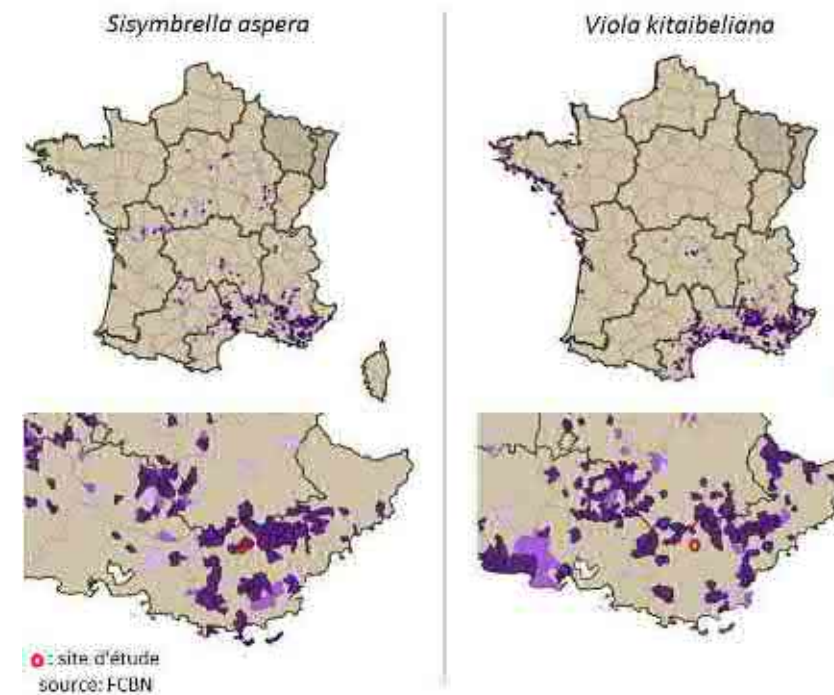 Sisymbrella aspera
Viola kitaibeliana
: site d'étude
source: FCBN